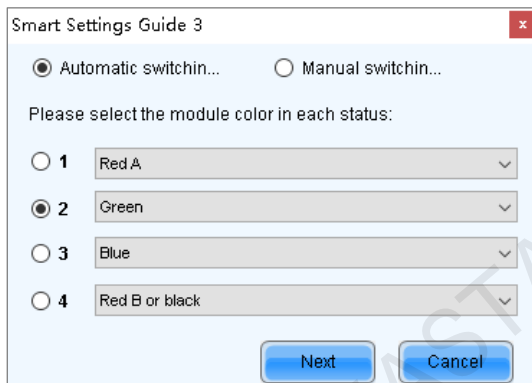 Smart Settings Guide 3
Automatic switchin... Manual switchin...
Please select the module color in each status:
1 Red A
2 Green
3 Blue
4 Red B or black
Next Cancel